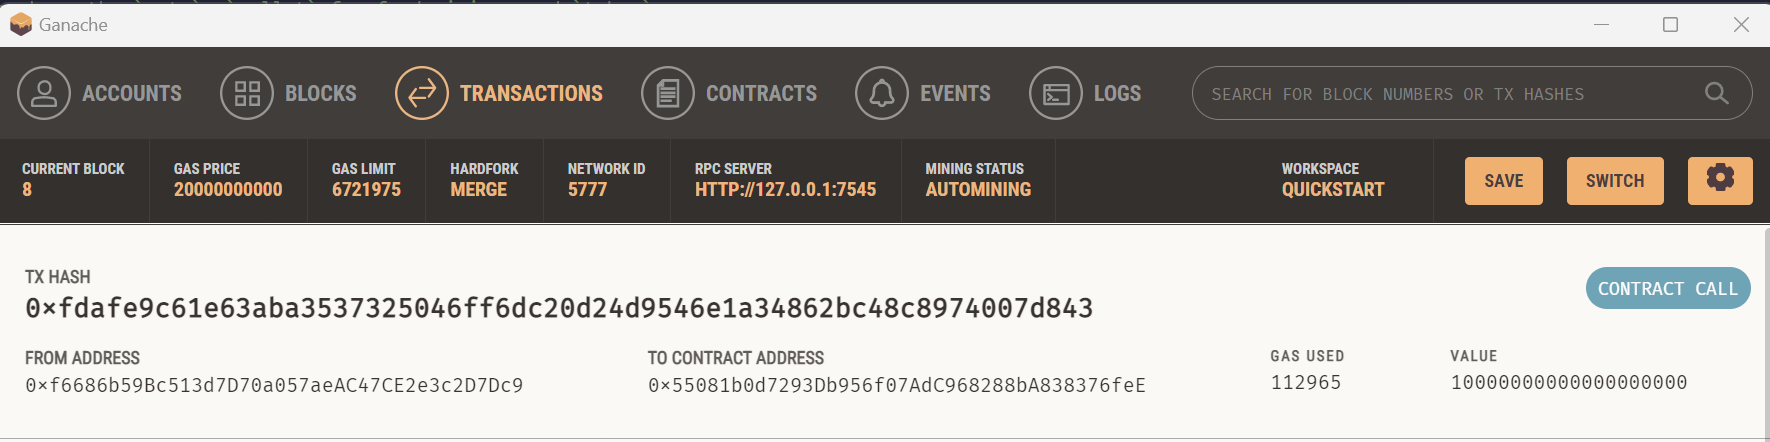 Ganache
ACCOUNTS BLOCKS TRANSACTIONS CONTRACTS EVENTS LOGS SEARCH FOR BLOCK NUMBERS OR TX HASHES
CURRENT BLOCK GAS PRICE GAS LIMIT HARDFORK NETWORK ID RPC SERVER MINING STATUS WORKSPACE
8 20000000000 6721975 MERGE 5777 HTTP://127.0.0.1:7545 AUTOMINING QUICKSTART SAVE SWITCH
TX HASH
0×fdafe9c61e63aba3537325046ff6dc20d24d9546e1a34862bc48c8974007d843 CONTRACT CALL
FROM ADDRESS TO CONTRACT ADDRESS GAS USED VALUE
0×f6686b59Bc513d7D70a057aeAC47CE2e3c2D7Dc9 0×55081b0d7293Db956f07AdC968288bA838376feE 112965 10000000000000000000